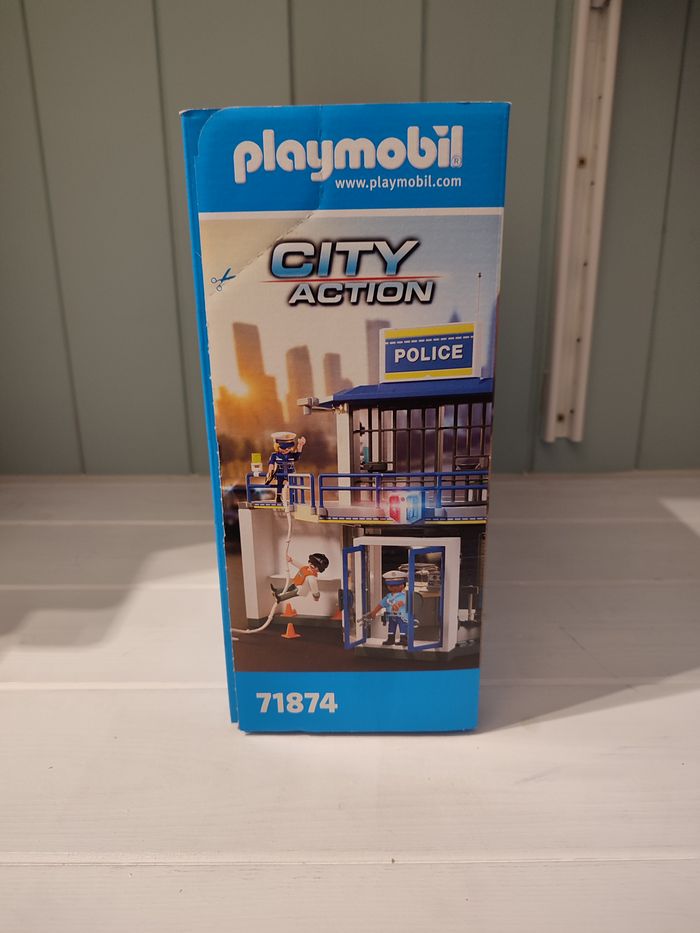 playmobil®
www.playmobil.com
CITY
ACTION
POLICE
71874